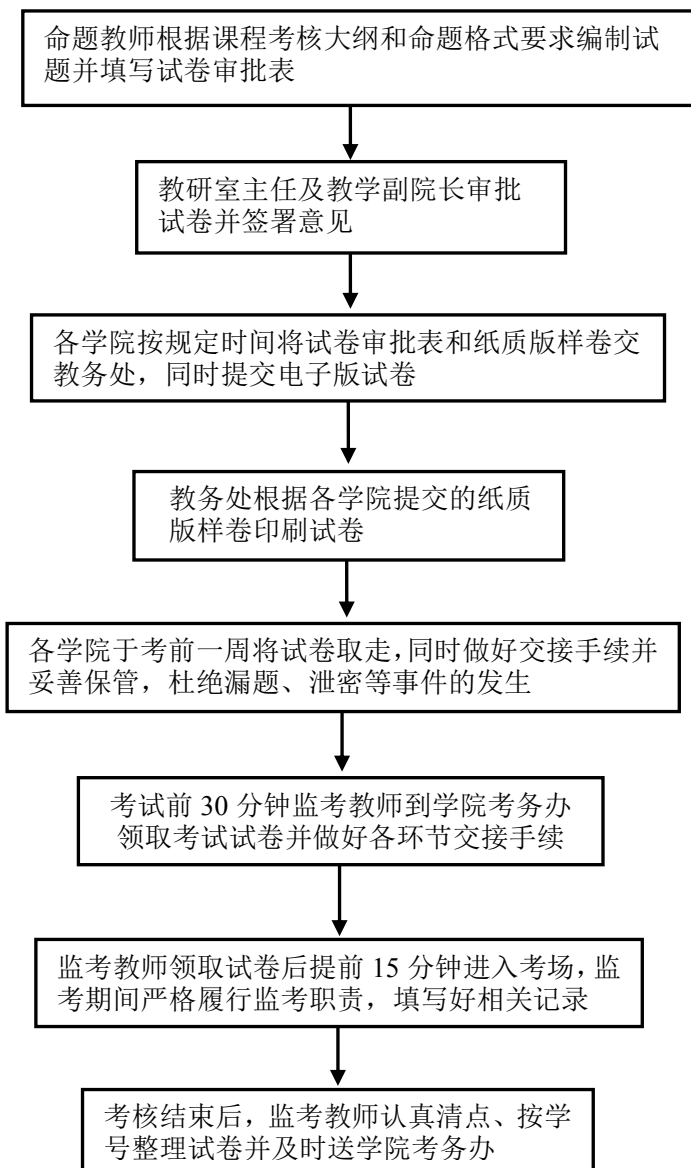 命题教师根据课程考核大纲和命题格式要求编制试
题并填写试卷审批表
教研室主任及教学副院长审批
试卷并签署意见
各学院按规定时间将试卷审批表和纸质版样卷交
教务处，同时提交电子版试卷
教务处根据各学院提交的纸质
版样卷印刷试卷
各学院于考前一周将试卷取走，同时做好交接手续并
妥善保管，杜绝漏题、泄密等事件的发生
考试前 30 分钟监考教师到学院考务办
领取考试试卷并做好各环节交接手续
监考教师领取试卷后提前 15 分钟进入考场，监
考期间严格履行监考职责，填写好相关记录
考核结束后，监考教师认真清点、按学
号整理试卷并及时送学院考务办